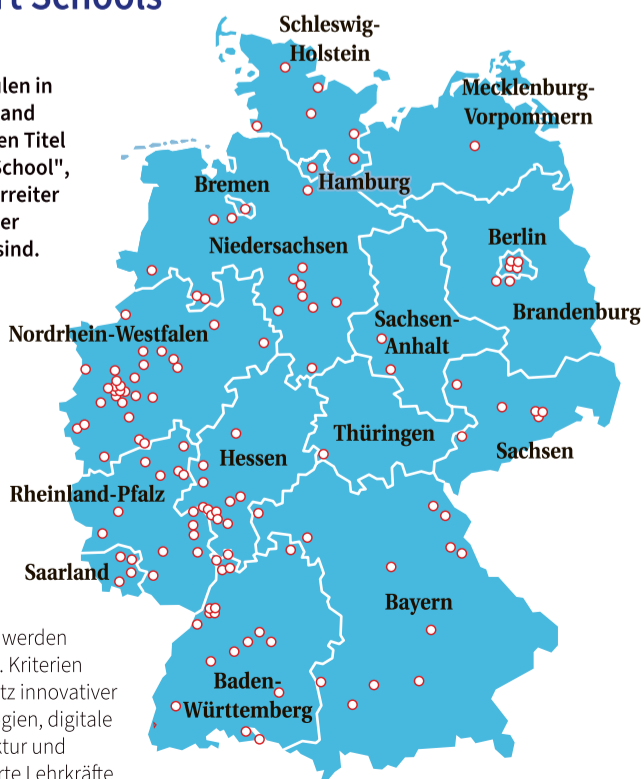 rt Schools
ulen in
and
en Titel
School",
rreiter
er
sind.
Schleswig-
Holstein
Mecklenburg-
Vorpommern
Hamburg
Bremen
Niedersachsen
Berlin
Brandenburg
Sachsen-
Anhalt
Nordrhein-Westfalen
Thüringen
Sachsen
Hessen
Rheinland-Pfalz
Saarland
Bayern
Baden-
Württemberg
werden
. Kriterien
tz innovativer
gien, digitale
ktur und
rte Lehrkräfte